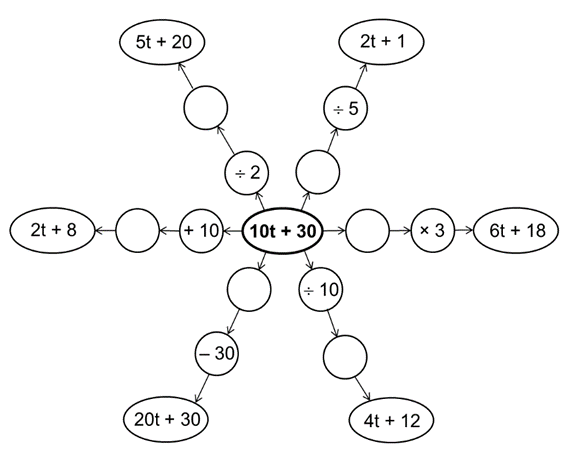 5t + 20
2t + 1
÷ 5
÷ 2
2t + 8
+ 10
10t + 30
× 3
6t + 18
÷ 10
– 30
20t + 30
4t + 12